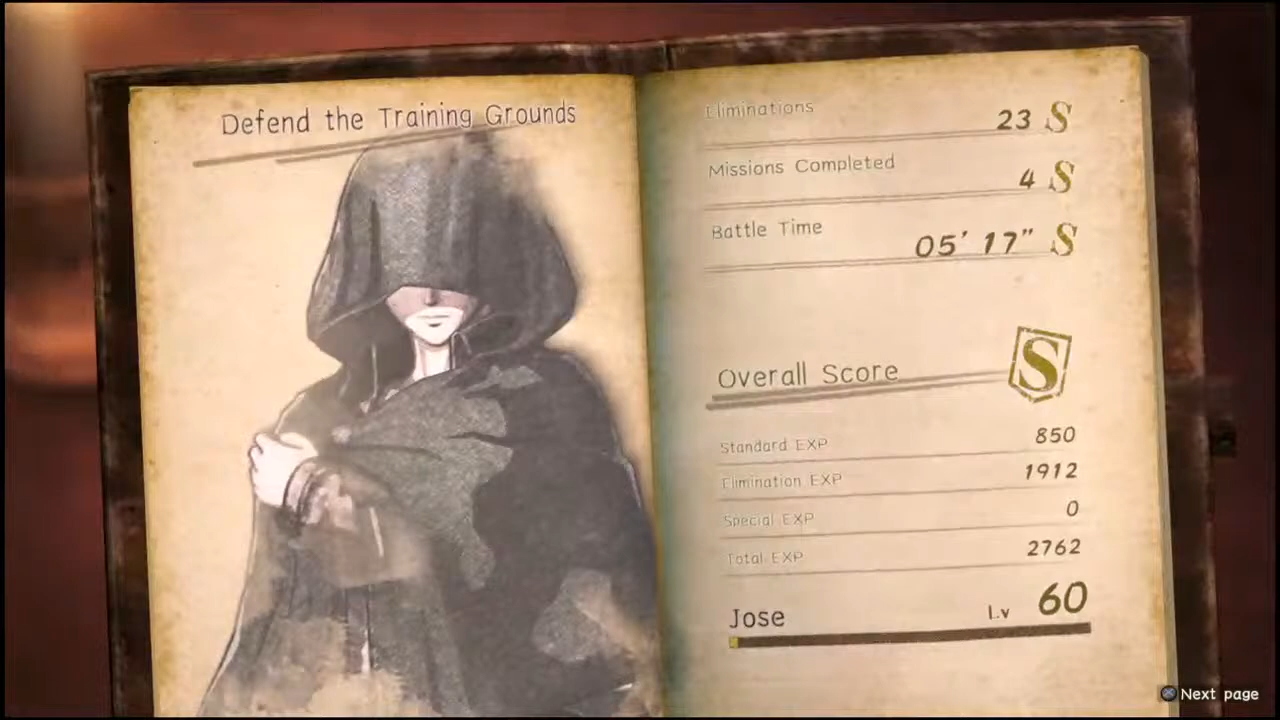 Defend the Training Grounds
Eliminations 23 S
Missions Completed 4 S
Battle Time 05' 17" S
Overall Score S
Standard EXP 850
Elimination EXP 1912
Special EXP 0
Total EXP 2762
Jose Lv 60
Next page